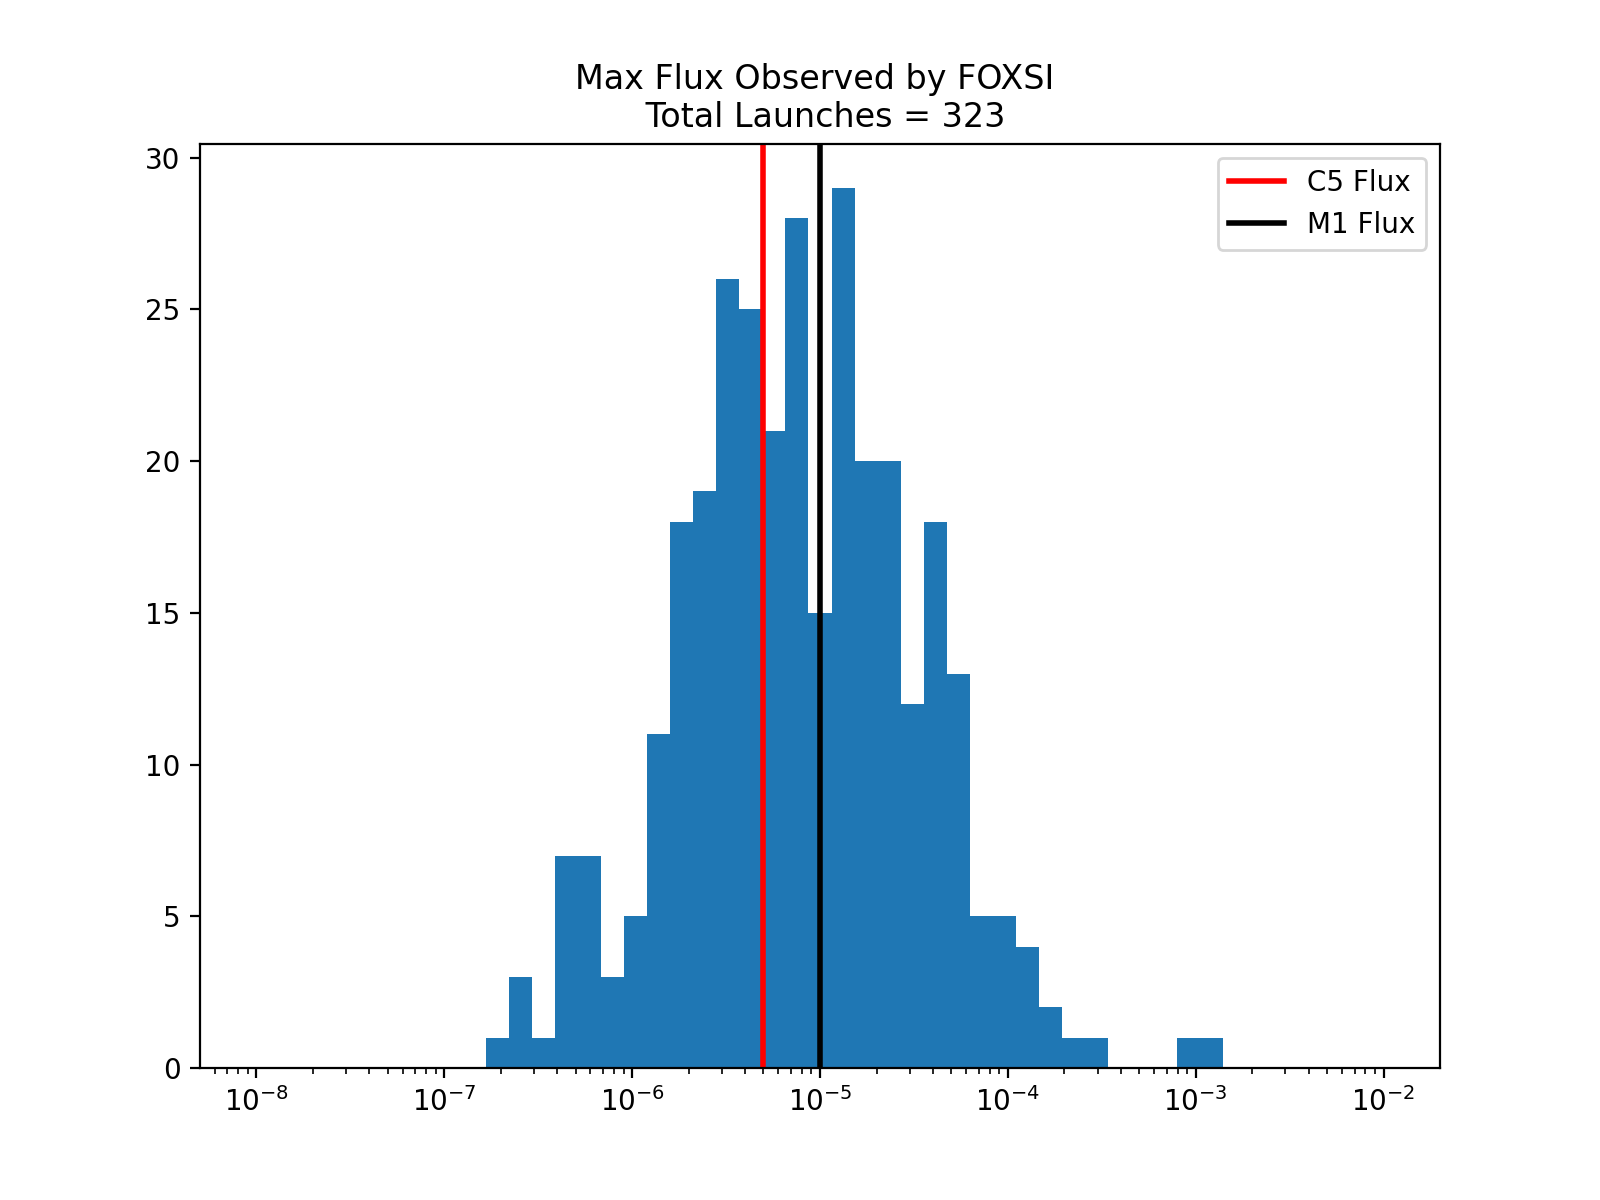 Max Flux Observed by FOXSI
Total Launches = 323
30
25
20
15
10
5
0
C5 Flux
M1 Flux
10⁻⁸ 10⁻⁷ 10⁻⁶ 10⁻⁵ 10⁻⁴ 10⁻³ 10⁻²